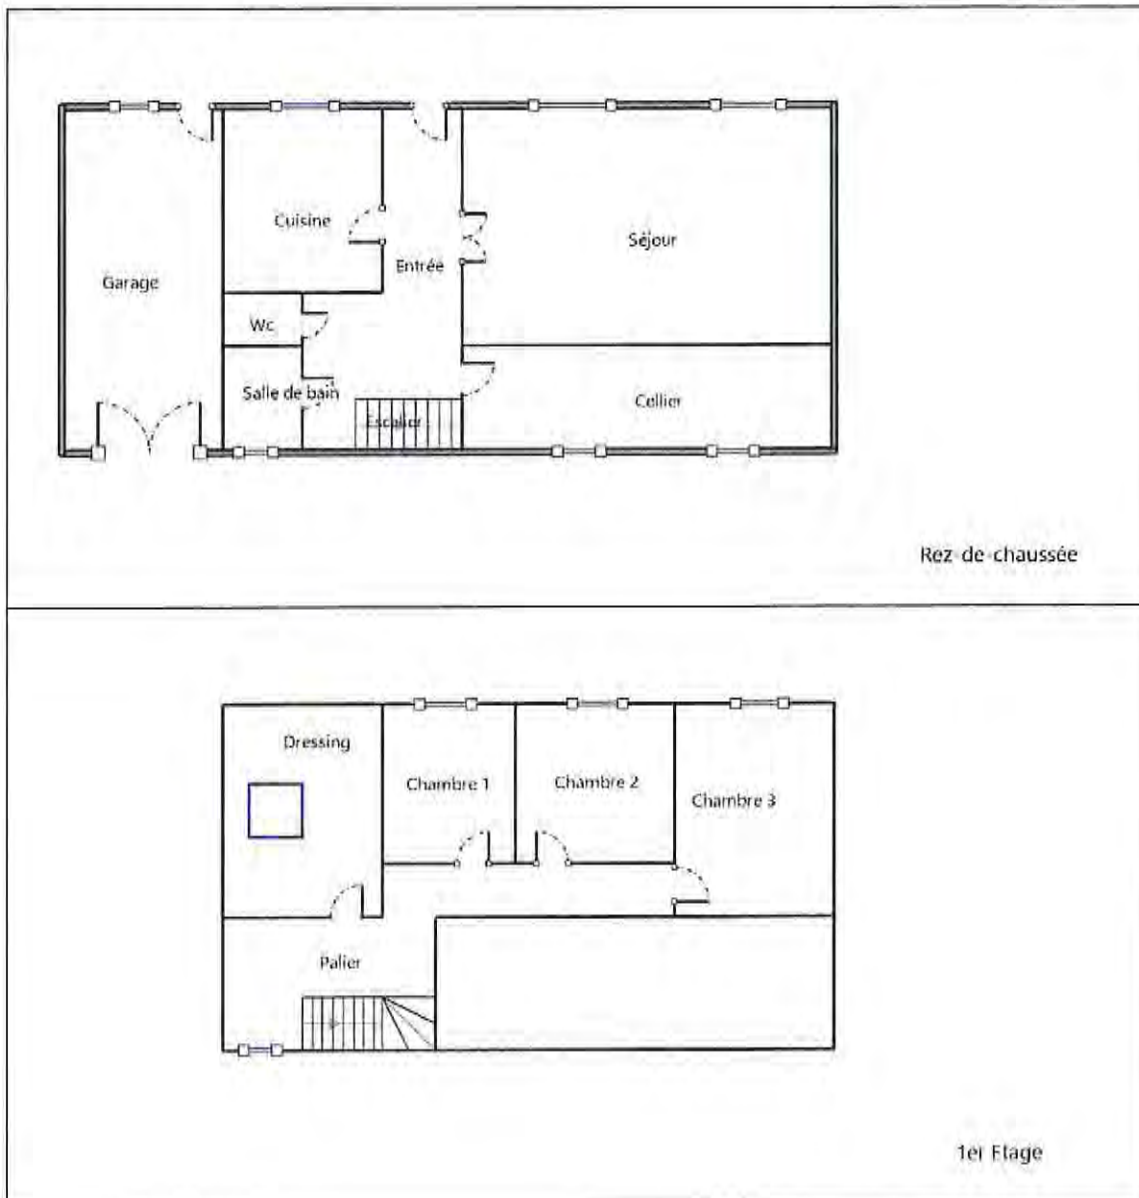 Cuisine
Séjour
Entrée
Garage
Wc
Salle de bain
Cellier
Escalier
Rez-de-chaussée
Dressing
Chambre 1
Chambre 2
Chambre 3
Palier
1er Etage